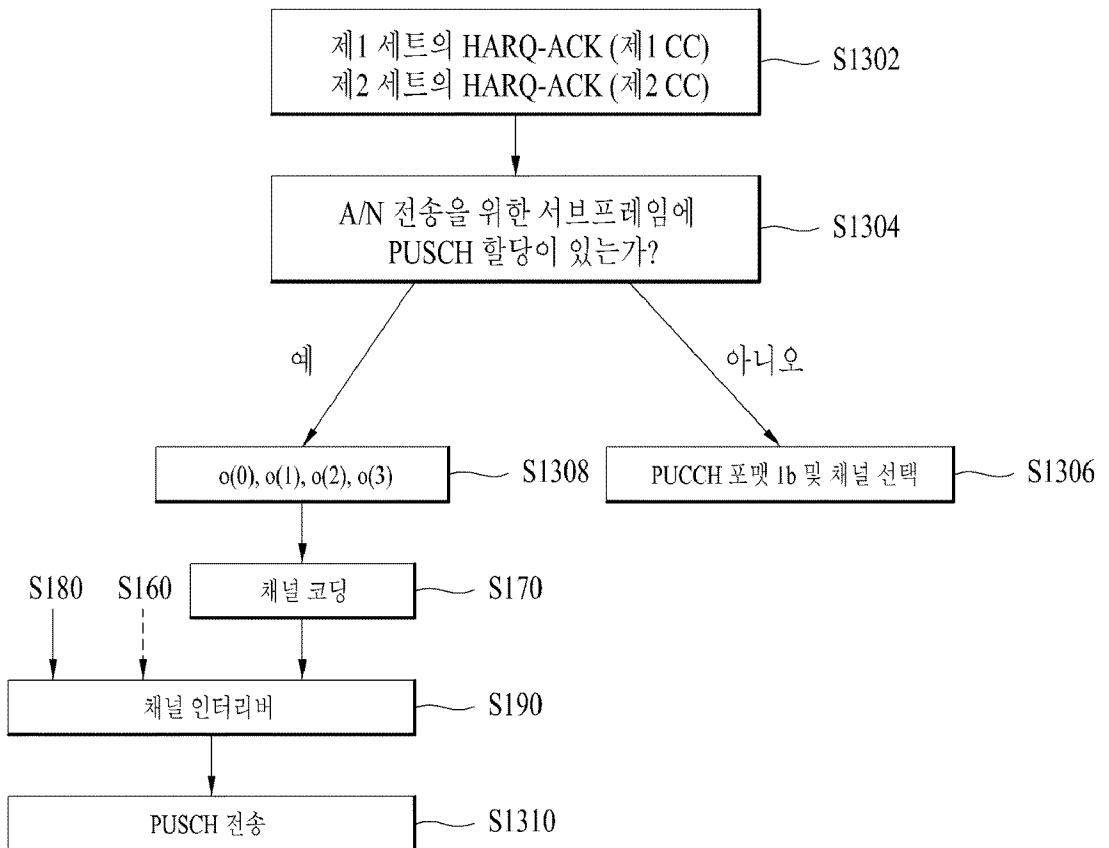 제1 세트의 HARQ-ACK (제1 CC)
제2 세트의 HARQ-ACK (제2 CC)
S1302
A/N 전송을 위한 서브프레임에
PUSCH 할당이 있는가?
S1304
예
아니오
o(0), o(1), o(2), o(3)
S1308
PUCCH 포맷 1b 및 채널 선택
S1306
S180
S160
채널 코딩
S170
채널 인터리버
S190
PUSCH 전송
S1310